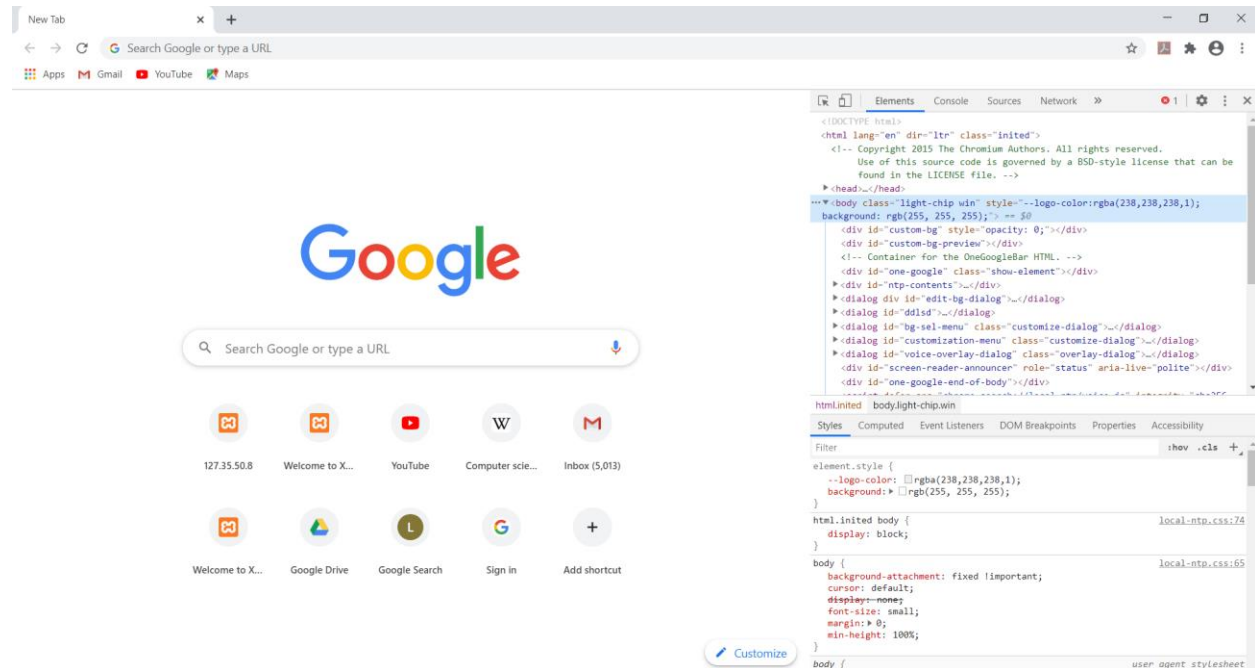 New Tab
Search Google or type a URL
Apps Gmail YouTube Maps
Google
Search Google or type a URL
127.35.50.8 Welcome to X... YouTube Computer scie... Inbox (5,013)
L
Welcome to X... Google Drive Google Search Sign in Add shortcut
Customize
Elements Console Sources Network » 1
<!DOCTYPE html>
<html lang="en" dir="ltr" class="inited">
<!-- Copyright 2015 The Chromium Authors. All rights reserved.
Use of this source code is governed by a BSD-style license that can be
found in the LICENSE file. -->
<head>…</head>
<body class="light-chip win" style="--logo-color:rgba(238,238,238,1);
background: rgb(255, 255, 255);"> == $0
<div id="custom-bg" style="opacity: 0;"></div>
<div id="custom-bg-preview"></div>
<!-- Container for the OneGoogleBar HTML. -->
<div id="one-google" class="show-element"></div>
<div id="ntp-contents">…</div>
<dialog div id="edit-bg-dialog">…</dialog>
<dialog id="ddlsd">…</dialog>
<dialog id="bg-sel-menu" class="customize-dialog">…</dialog>
<dialog id="customization-menu" class="customize-dialog">…</dialog>
<dialog id="voice-overlay-dialog" class="overlay-dialog">…</dialog>
<div id="screen-reader-announcer" role="status" aria-live="polite"></div>
<div id="one-google-end-of-body"></div>
html.inited body.light-chip.win
Styles Computed Event Listeners DOM Breakpoints Properties Accessibility
Filter :hov .cls +
element.style {
--logo-color: rgba(238,238,238,1);
background: rgb(255, 255, 255);
}
html.inited body { local-ntp.css:74
display: block;
}
body { local-ntp.css:65
background-attachment: fixed !important;
cursor: default;
display: none;
font-size: small;
margin: 0;
min-height: 100%;
}
body { user agent stylesheet